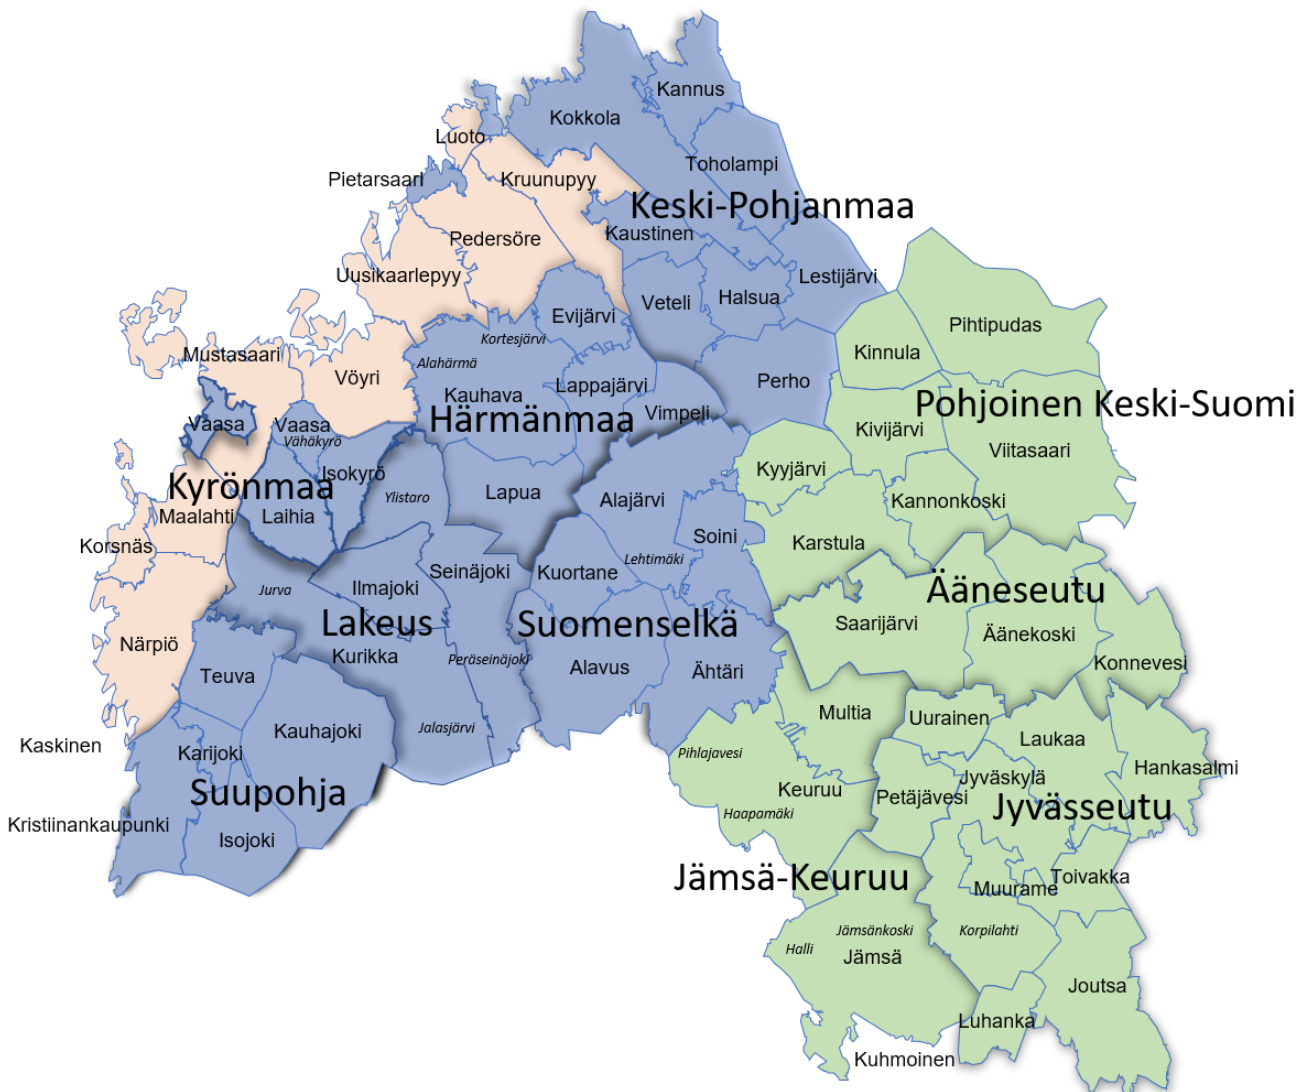 Kannus
Kokkola
Luoto
Toholampi
Pietarsaari
Kruunupyy
Keski-Pohjanmaa
Kaustinen
Pedersöre
Uusikaarlepyy
Lestijärvi
Veteli
Halsua
Evijärvi
Pihtipudas
Kortesjärvi
Mustasaari
Kinnula
Alahärmä
Vöyri
Perho
Lappajärvi
Kauhava
Pohjoinen Keski-Suomi
Vimpeli
Härmänmaa
Vaasa
Vaasa
Vähäkyrö
Kivijärvi
Viitasaari
Kyyjärvi
Isokyrö
Kyrönmaa
Ylistaro
Lapua
Alajärvi
Kannonkoski
Maalahti
Laihia
Soini
Karstula
Korsnäs
Lehtimäki
Seinäjoki
Kuortane
Jurva
Ilmajoki
Ääneseutu
Lakeus
Suomenselkä
Saarijärvi
Äänekoski
Närpiö
Kurikka
Peräseinäjoki
Konnevesi
Alavus
Ähtäri
Teuva
Multia
Uurainen
Jalasjärvi
Kauhajoki
Laukaa
Kaskinen
Karijoki
Pihlajavesi
Hankasalmi
Jyväskylä
Keuruu
Petäjävesi
Suupohja
Jyvässeutu
Haapamäki
Kristiinankaupunki
Isojoki
Jämsä-Keuruu
Toivakka
Muurame
Jämsänkoski
Korpilahti
Halli
Jämsä
Joutsa
Luhanka
Kuhmoinen